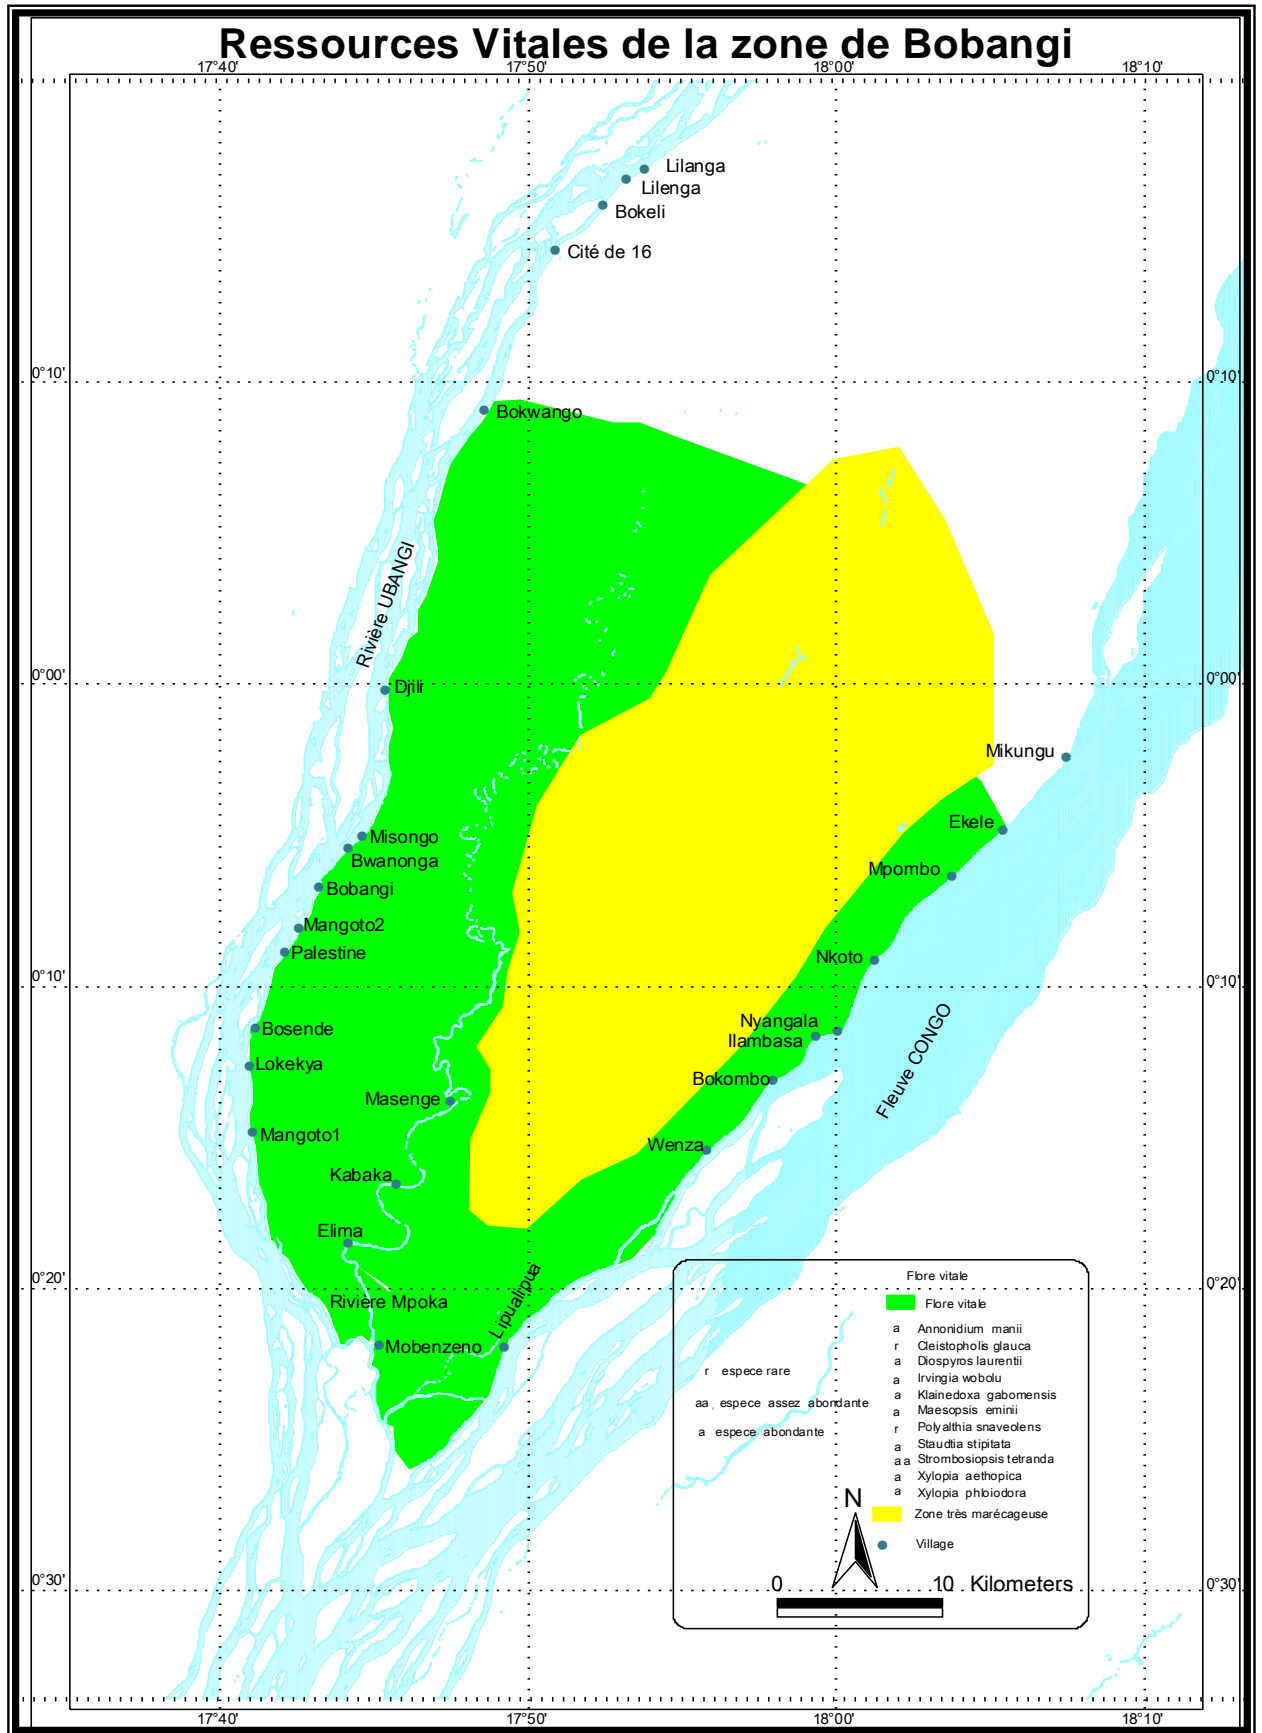 Ressources Vitales de la zone de Bobangi
17°40' 17°50' 18°00' 18°10'
Lilanga
Lilenga
Bokeli
Cité de 16
0°10' 0°10'
Bokwango
Rivière UBANGI
0°00' 0°00'
Djili
Mikungu
Ekele
Misongo
Bwanonga
Mpombo
Bobangi
Mangoto2
Palestine
Nkoto
0°10' 0°10'
Nyangala
Bosende
Ilambasa
Fleuve CONGO
Lokekya
Bokombo
Masenge
Mangoto1
Wenza
Kabaka
Elima
0°20' 0°20'
Rivière Mpoka
Lipualipua
Mobenzeno
Flore vitale
Flore vitale
a Annonidium manii
r Cleistopholis glauca
a Diospyros laurentii
a Irvingia wobolu
a Klainedoxa gabomensis
a Maesopsis eminii
r Polyalthia snaveolens
a Staudtia stipitata
aa Strombosiopsis tetranda
a Xylopia aethopica
a Xylopia phloiodora
r espece rare
aa, espece assez abondante
a espece abondante
Zone très marécageuse
Village
N
0 10 Kilometers
0°30' 0°30'
17°40' 17°50' 18°00' 18°10'